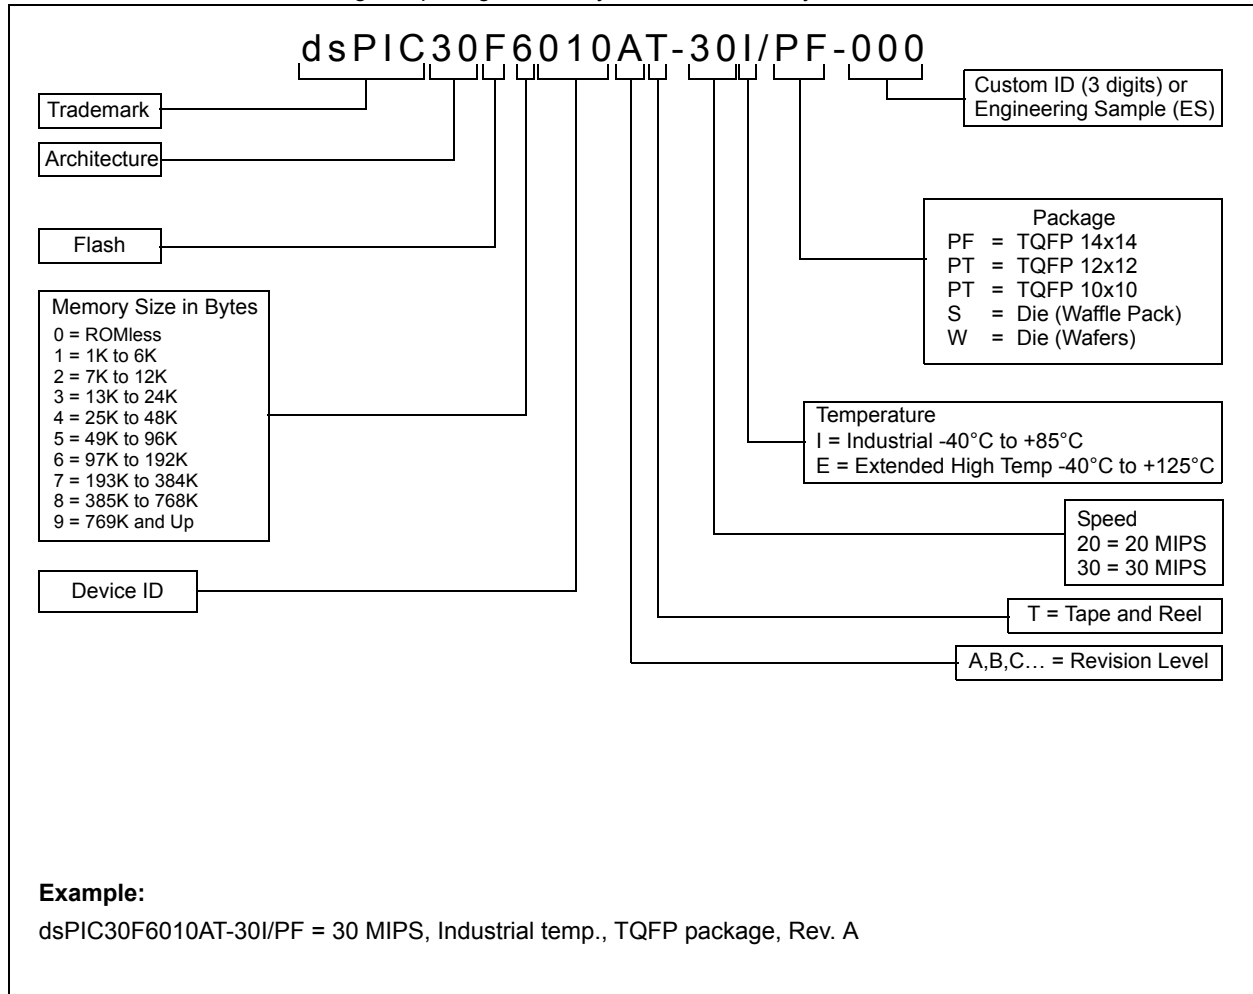 dsPIC30F6010AT-30I/PF-000
Trademark
Architecture
Flash
Memory Size in Bytes
0 = ROMless
1 = 1K to 6K
2 = 7K to 12K
3 = 13K to 24K
4 = 25K to 48K
5 = 49K to 96K
6 = 97K to 192K
7 = 193K to 384K
8 = 385K to 768K
9 = 769K and Up
Device ID
Custom ID (3 digits) or
Engineering Sample (ES)
Package
PF = TQFP 14x14
PT = TQFP 12x12
PT = TQFP 10x10
S = Die (Waffle Pack)
W = Die (Wafers)
Temperature
I = Industrial -40°C to +85°C
E = Extended High Temp -40°C to +125°C
Speed
20 = 20 MIPS
30 = 30 MIPS
T = Tape and Reel
A,B,C… = Revision Level
Example:
dsPIC30F6010AT-30I/PF = 30 MIPS, Industrial temp., TQFP package, Rev. A